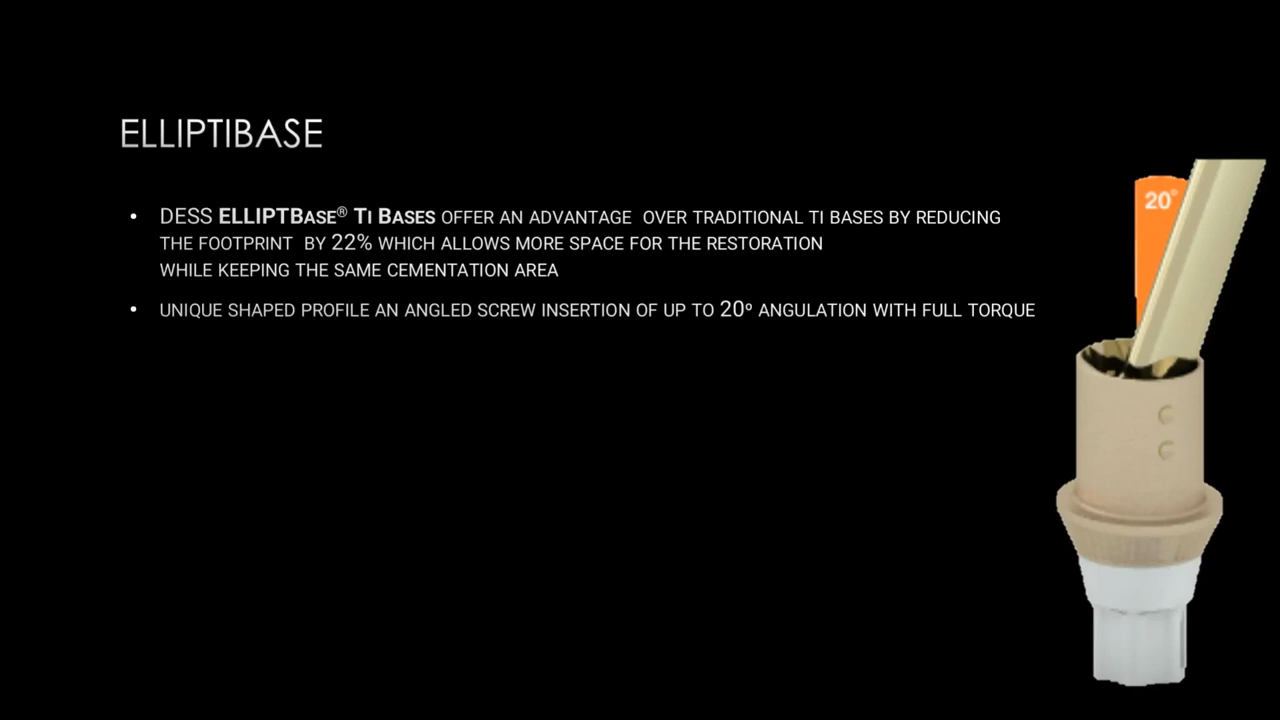 ELLIPTIBASE
20°
• DESS ELLIPTBASE® TI BASES OFFER AN ADVANTAGE  OVER TRADITIONAL TI BASES BY REDUCING
THE FOOTPRINT  BY 22% WHICH ALLOWS MORE SPACE FOR THE RESTORATION
WHILE KEEPING THE SAME CEMENTATION AREA
• UNIQUE SHAPED PROFILE AN ANGLED SCREW INSERTION OF UP TO 20º ANGULATION WITH FULL TORQUE